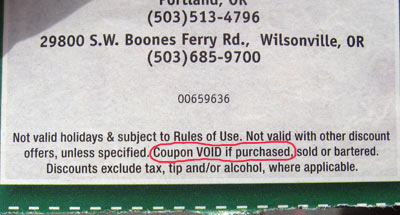 Portland, OR
(503)513-4796
29800 S.W. Boones Ferry Rd., Wilsonville, OR
(503)685-9700
00659636
Not valid holidays & subject to Rules of Use. Not valid with other discount
offers, unless specified. Coupon VOID if purchased, sold or bartered.
Discounts exclude tax, tip and/or alcohol, where applicable.